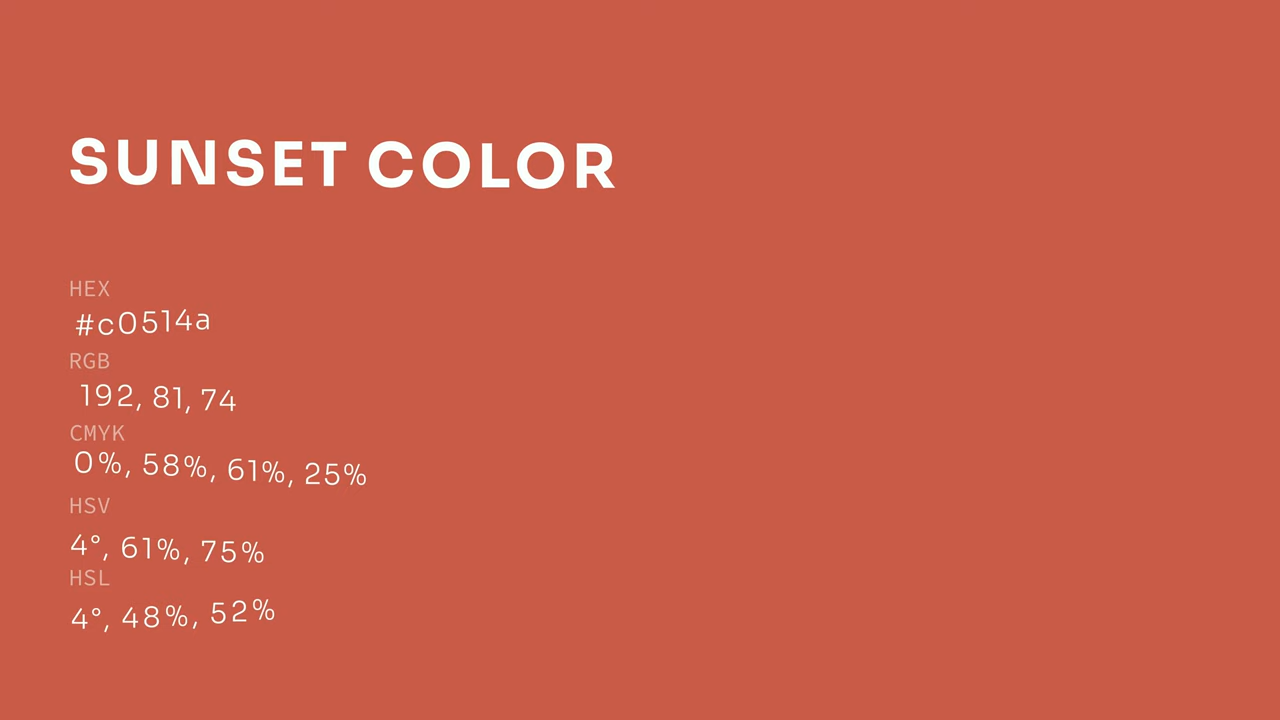 SUNSET COLOR
HEX
#c0514a
RGB
192, 81, 74
CMYK
0%, 58%, 61%, 25%
HSV
4°, 61%, 75%
HSL
4°, 48%, 52%